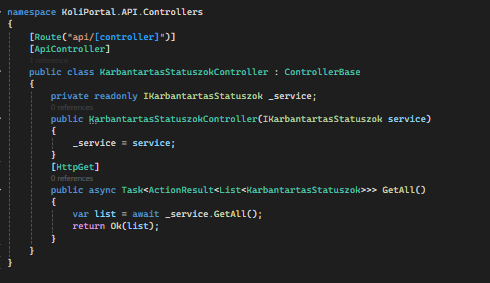 namespace KoliPortal.API.Controllers
{
[Route("api/[controller]")]
[ApiController]
1 reference
public class KarbantartasStatuszokController : ControllerBase
{
private readonly IKarbantartasStatuszok _service;
0 references
public KarbantartasStatuszokController(IKarbantartasStatuszok service)
{
_service = service;
}
[HttpGet]
0 references
public async Task<ActionResult<List<KarbantartasStatuszok>>> GetAll()
{
var list = await _service.GetAll();
return Ok(list);
}
}
}